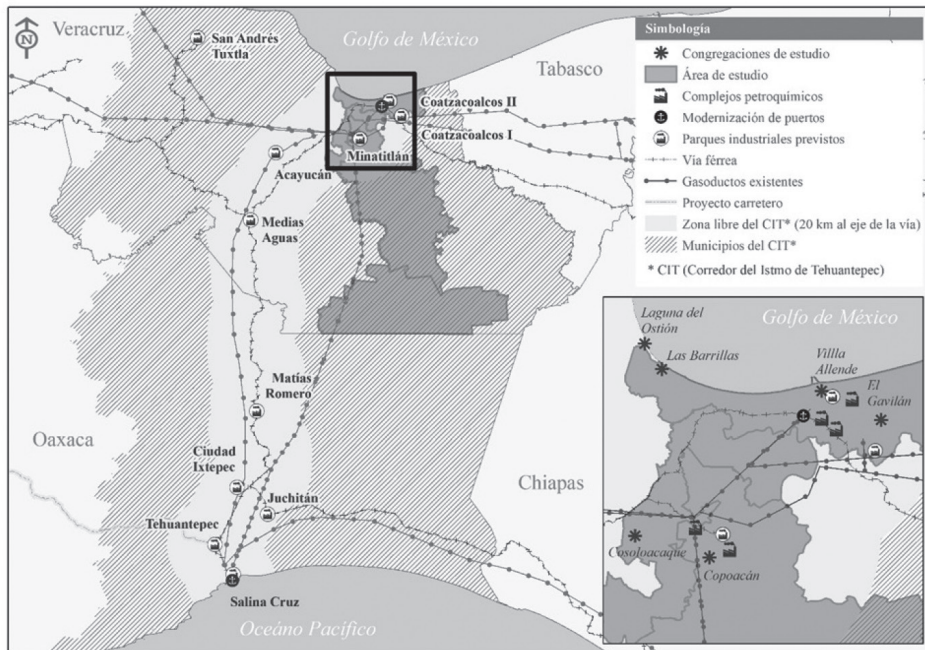 N
Veracruz
San Andrés
Tuxtla
Golfo de México
Tabasco
Coatzacoalcos II
Coatzacoalcos I
Minatitlán
Acayucán
Medias
Aguas
Matías
Romero
Oaxaca
Ciudad
Ixtepec
Juchitán
Chiapas
Tehuantepec
Salina Cruz
Oceáno Pacífico
Simbología
Congregaciones de estudio
Área de estudio
Complejos petroquímicos
Modernización de puertos
Parques industriales previstos
Vía férrea
Gasoductos existentes
Proyecto carretero
Zona libre del CIT* (20 km al eje de la vía)
Municipios del CIT*
* CIT (Corredor del Istmo de Tehuantepec)
Laguna del
Ostión
Golfo de México
Las Barrillas
Villla
Allende
El
Gavilán
Cosoloacaque
Copoacán